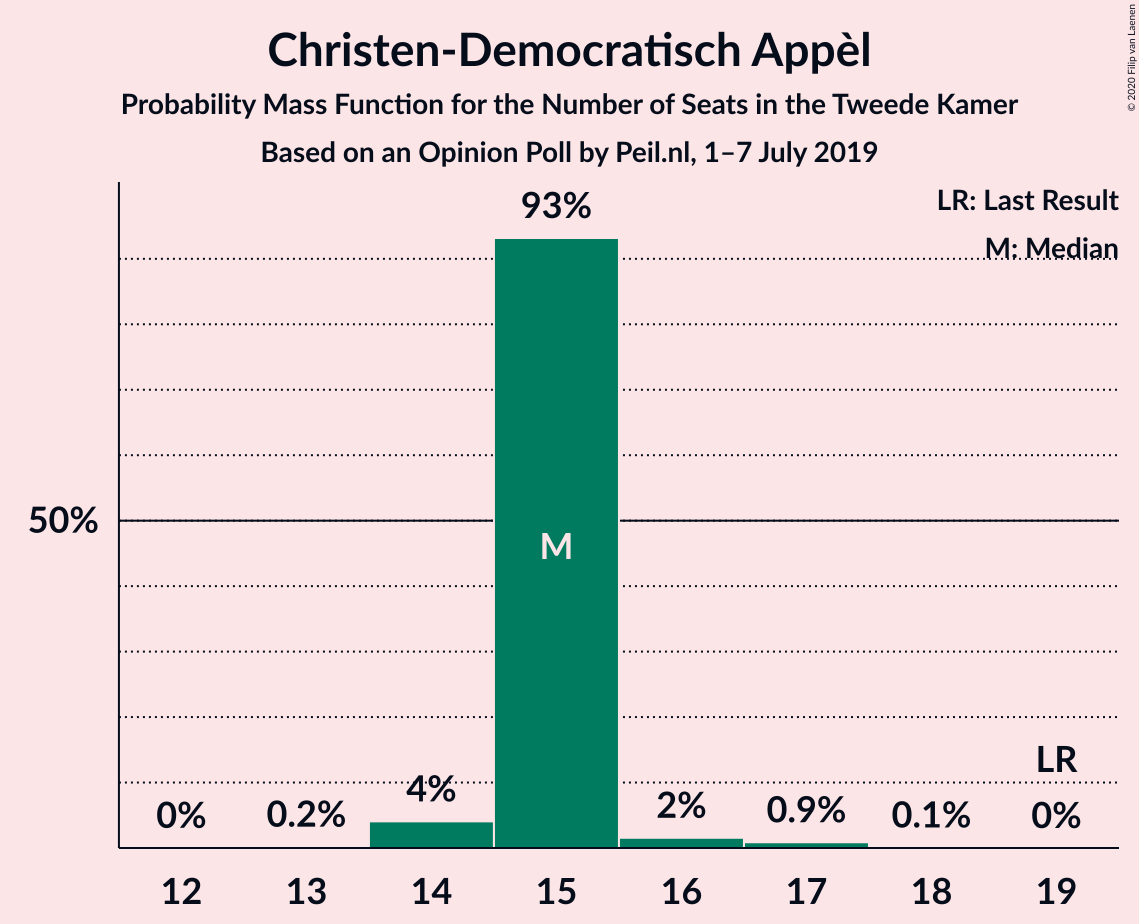 Christen-Democratisch Appèl
Probability Mass Function for the Number of Seats in the Tweede Kamer
Based on an Opinion Poll by Peil.nl, 1–7 July 2019
© 2020 Filip van Laenen
LR: Last Result
M: Median
93%
50%
M
LR
0%
0.2%
4%
2%
0.9%
0.1%
0%
12
13
14
15
16
17
18
19